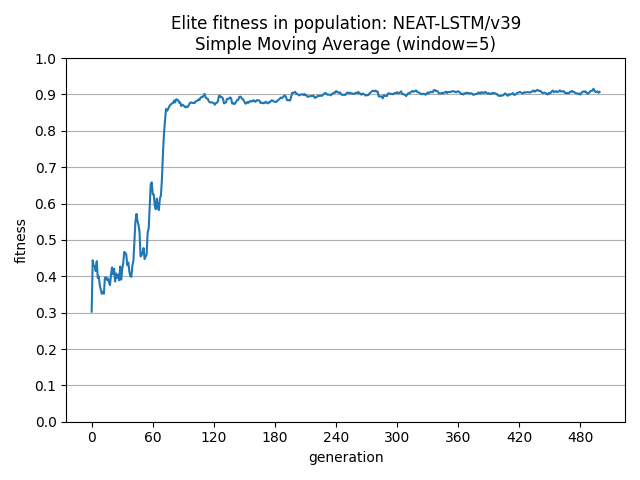 Elite fitness in population: NEAT-LSTM/v39
Simple Moving Average (window=5)
1.0
0.9
0.8
0.7
0.6
0.5
0.4
0.3
0.2
0.1
0.0
fitness
0 60 120 180 240 300 360 420 480
generation